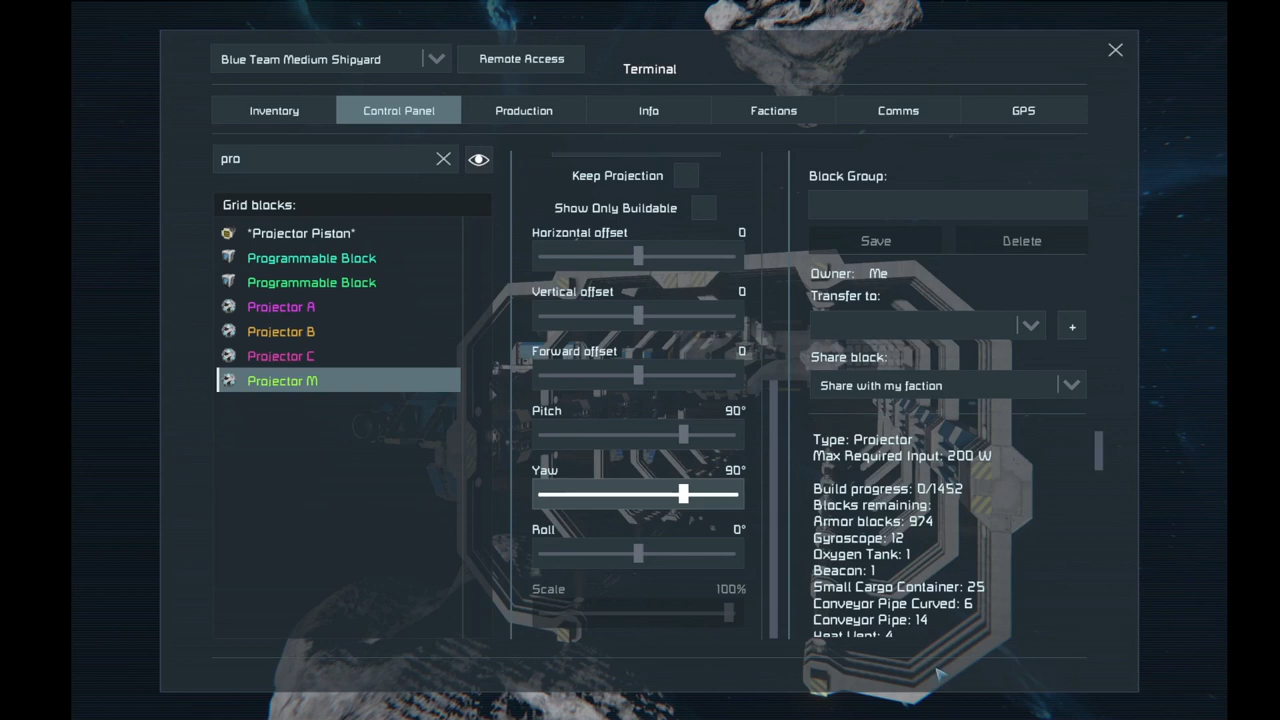 Blue Team Medium Shipyard
Remote Access
Terminal
Inventory
Control Panel
Production
Info
Factions
Comms
GPS
pro
Grid blocks:
*Projector Piston*
Programmable Block
Programmable Block
Projector A
Projector B
Projector C
Projector M
Keep Projection
Show Only Buildable
Horizontal offset 0
Vertical offset 0
Forward offset 0
Pitch 90°
Yaw 90°
Roll 0°
Scale 100%
Block Group:
Save Delete
Owner: Me
Transfer to:
+
Share block:
Share with my faction
Type: Projector
Max Required Input: 200 W
Build progress: 0/1452
Blocks remaining:
Armor blocks: 974
Gyroscope: 12
Oxygen Tank: 1
Beacon: 1
Small Cargo Container: 25
Conveyor Pipe Curved: 6
Conveyor Pipe: 14
Heat Vent: 4